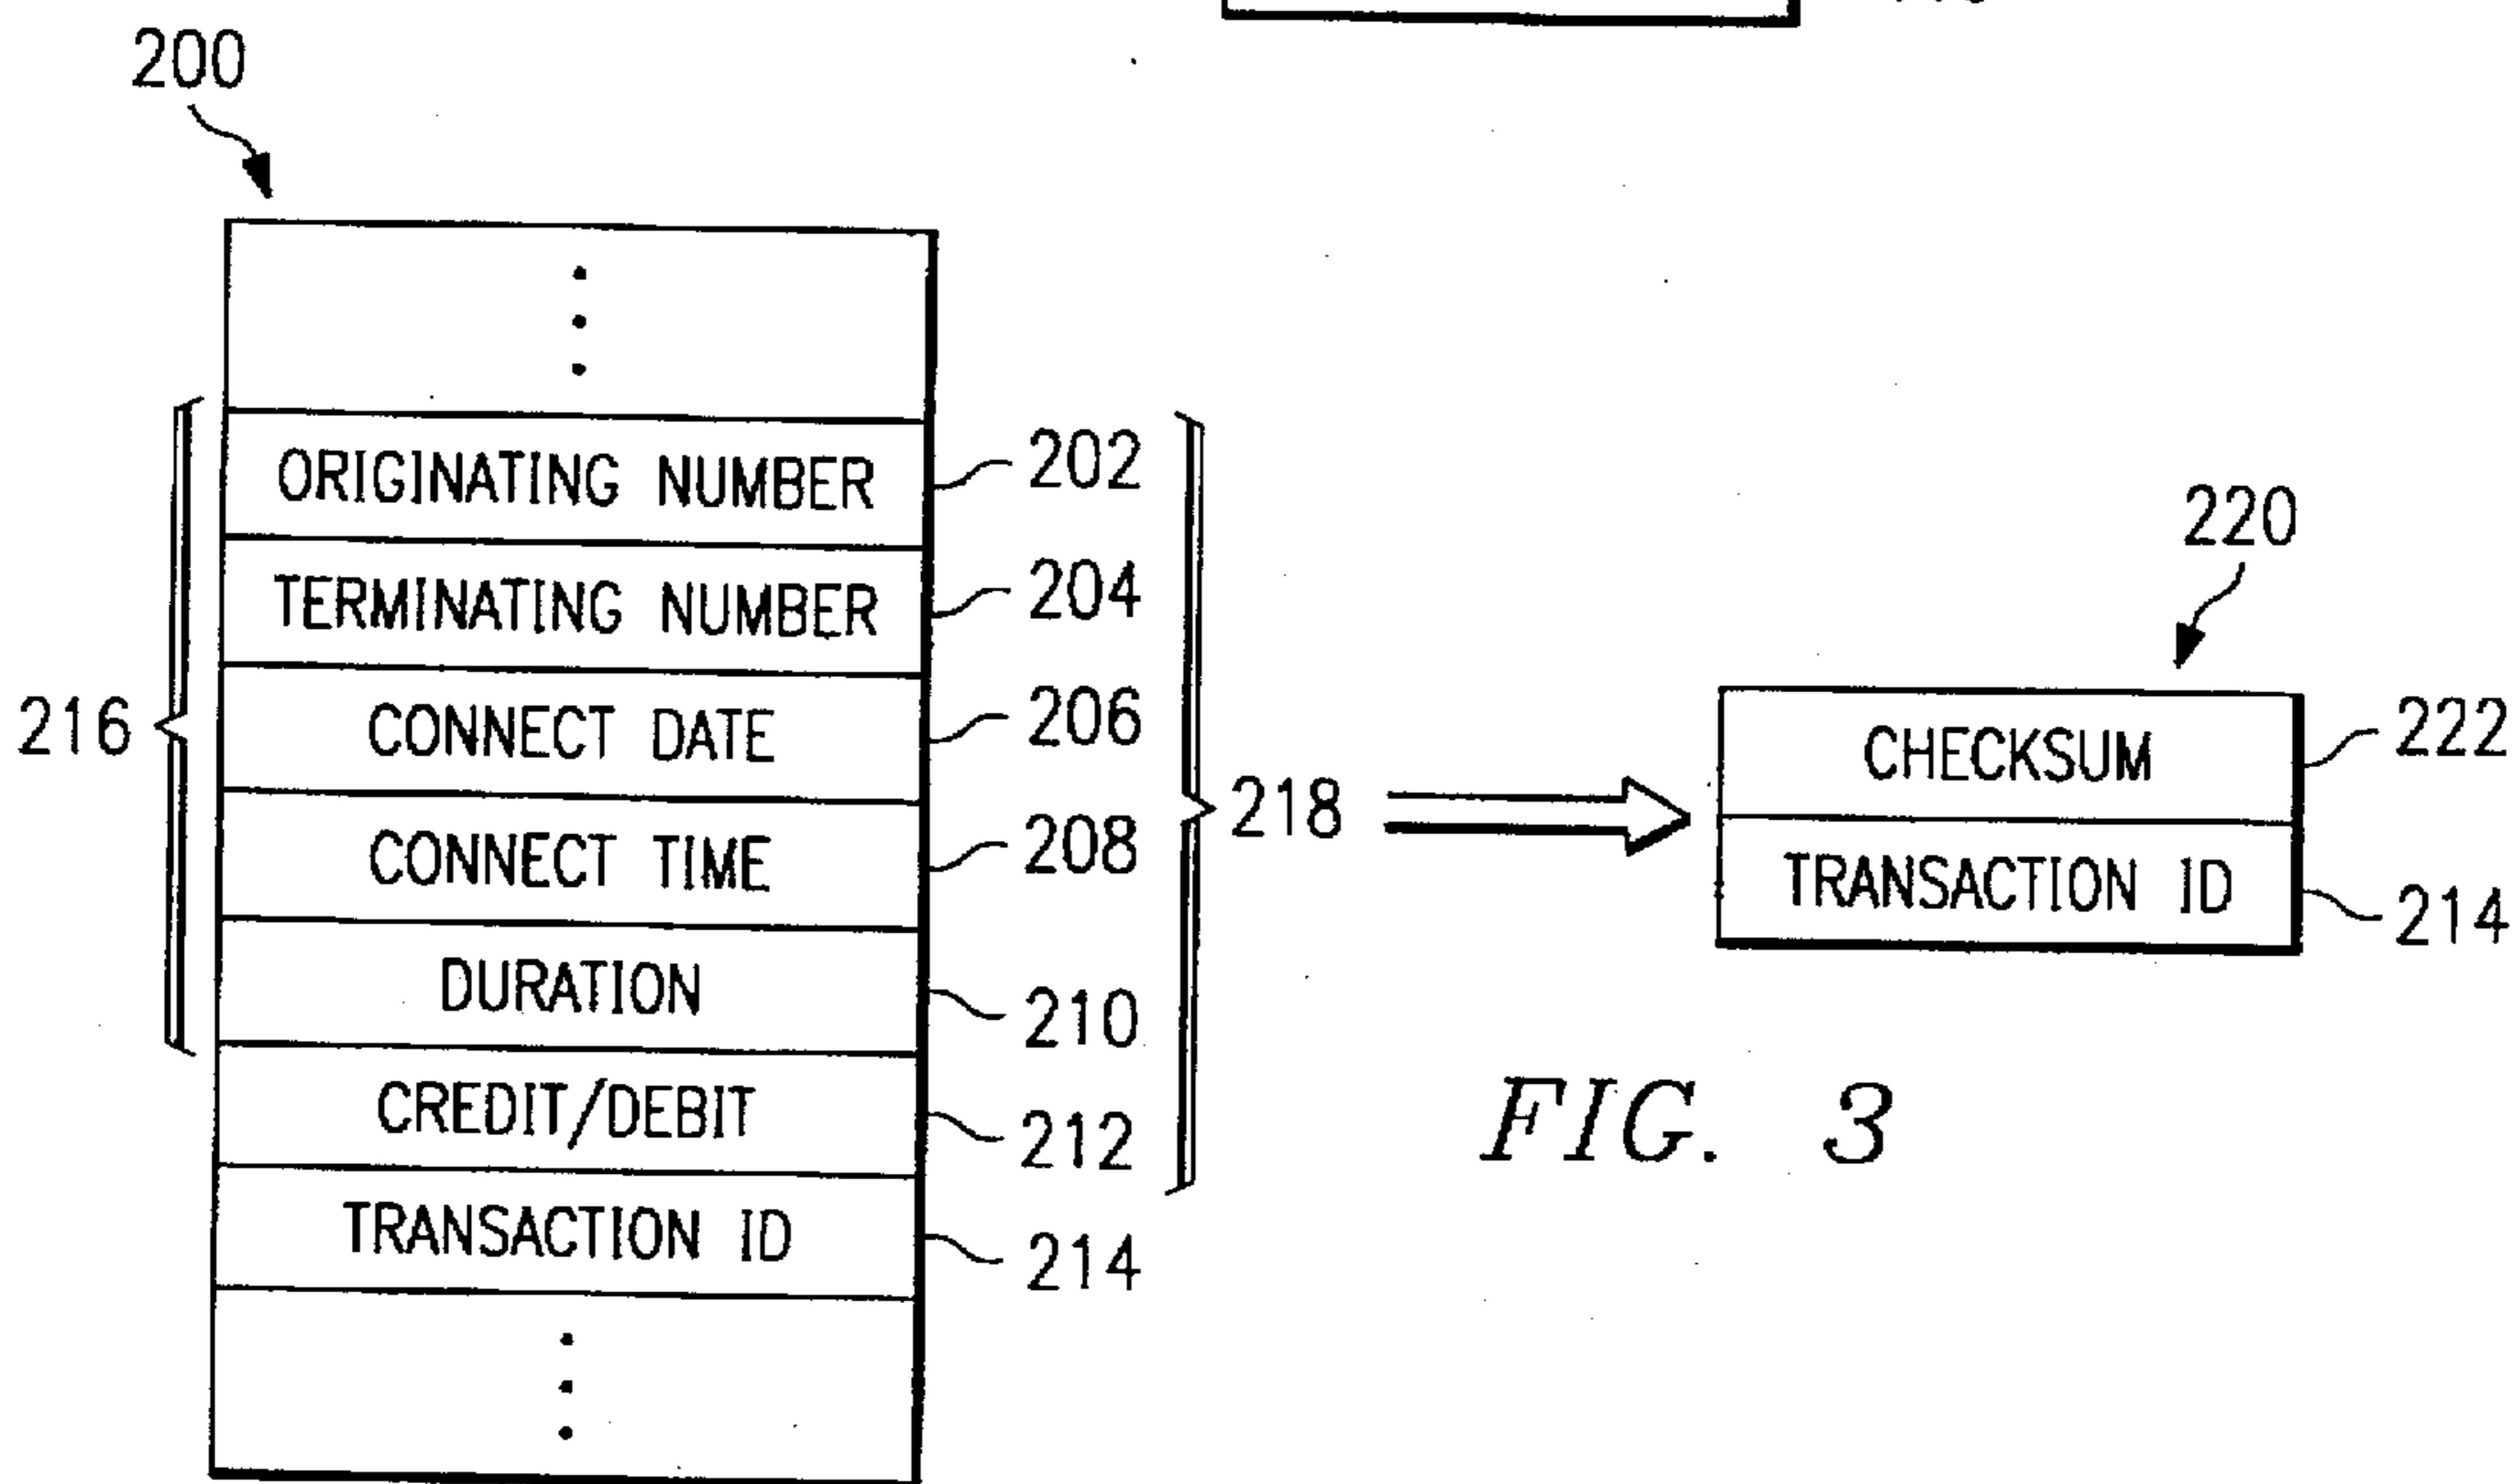 200
ORIGINATING NUMBER 202
TERMINATING NUMBER 204
CONNECT DATE 206
CONNECT TIME 208
DURATION 210
CREDIT/DEBIT 212
TRANSACTION ID 214
216
218
220
CHECKSUM 222
TRANSACTION ID 214
FIG. 3